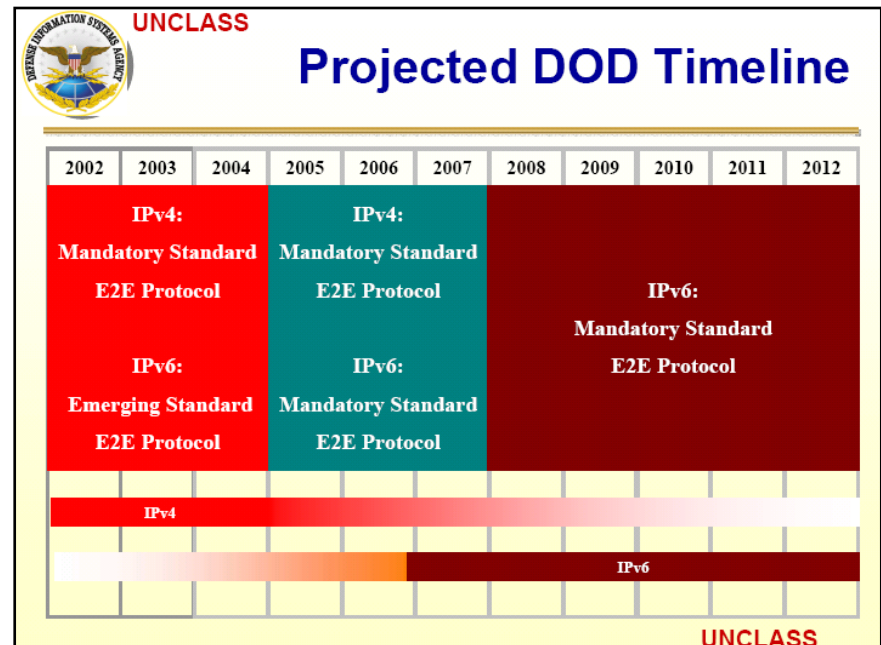 UNCLASS
DEFENSE INFORMATION SYSTEMS AGENCY
Projected DOD Timeline
2002 2003 2004 2005 2006 2007 2008 2009 2010 2011 2012
IPv4:
Mandatory Standard
E2E Protocol
IPv6:
Emerging Standard
E2E Protocol
IPv4:
Mandatory Standard
E2E Protocol
IPv6:
Mandatory Standard
E2E Protocol
IPv6:
Mandatory Standard
E2E Protocol
IPv4
IPv6
UNCLASS